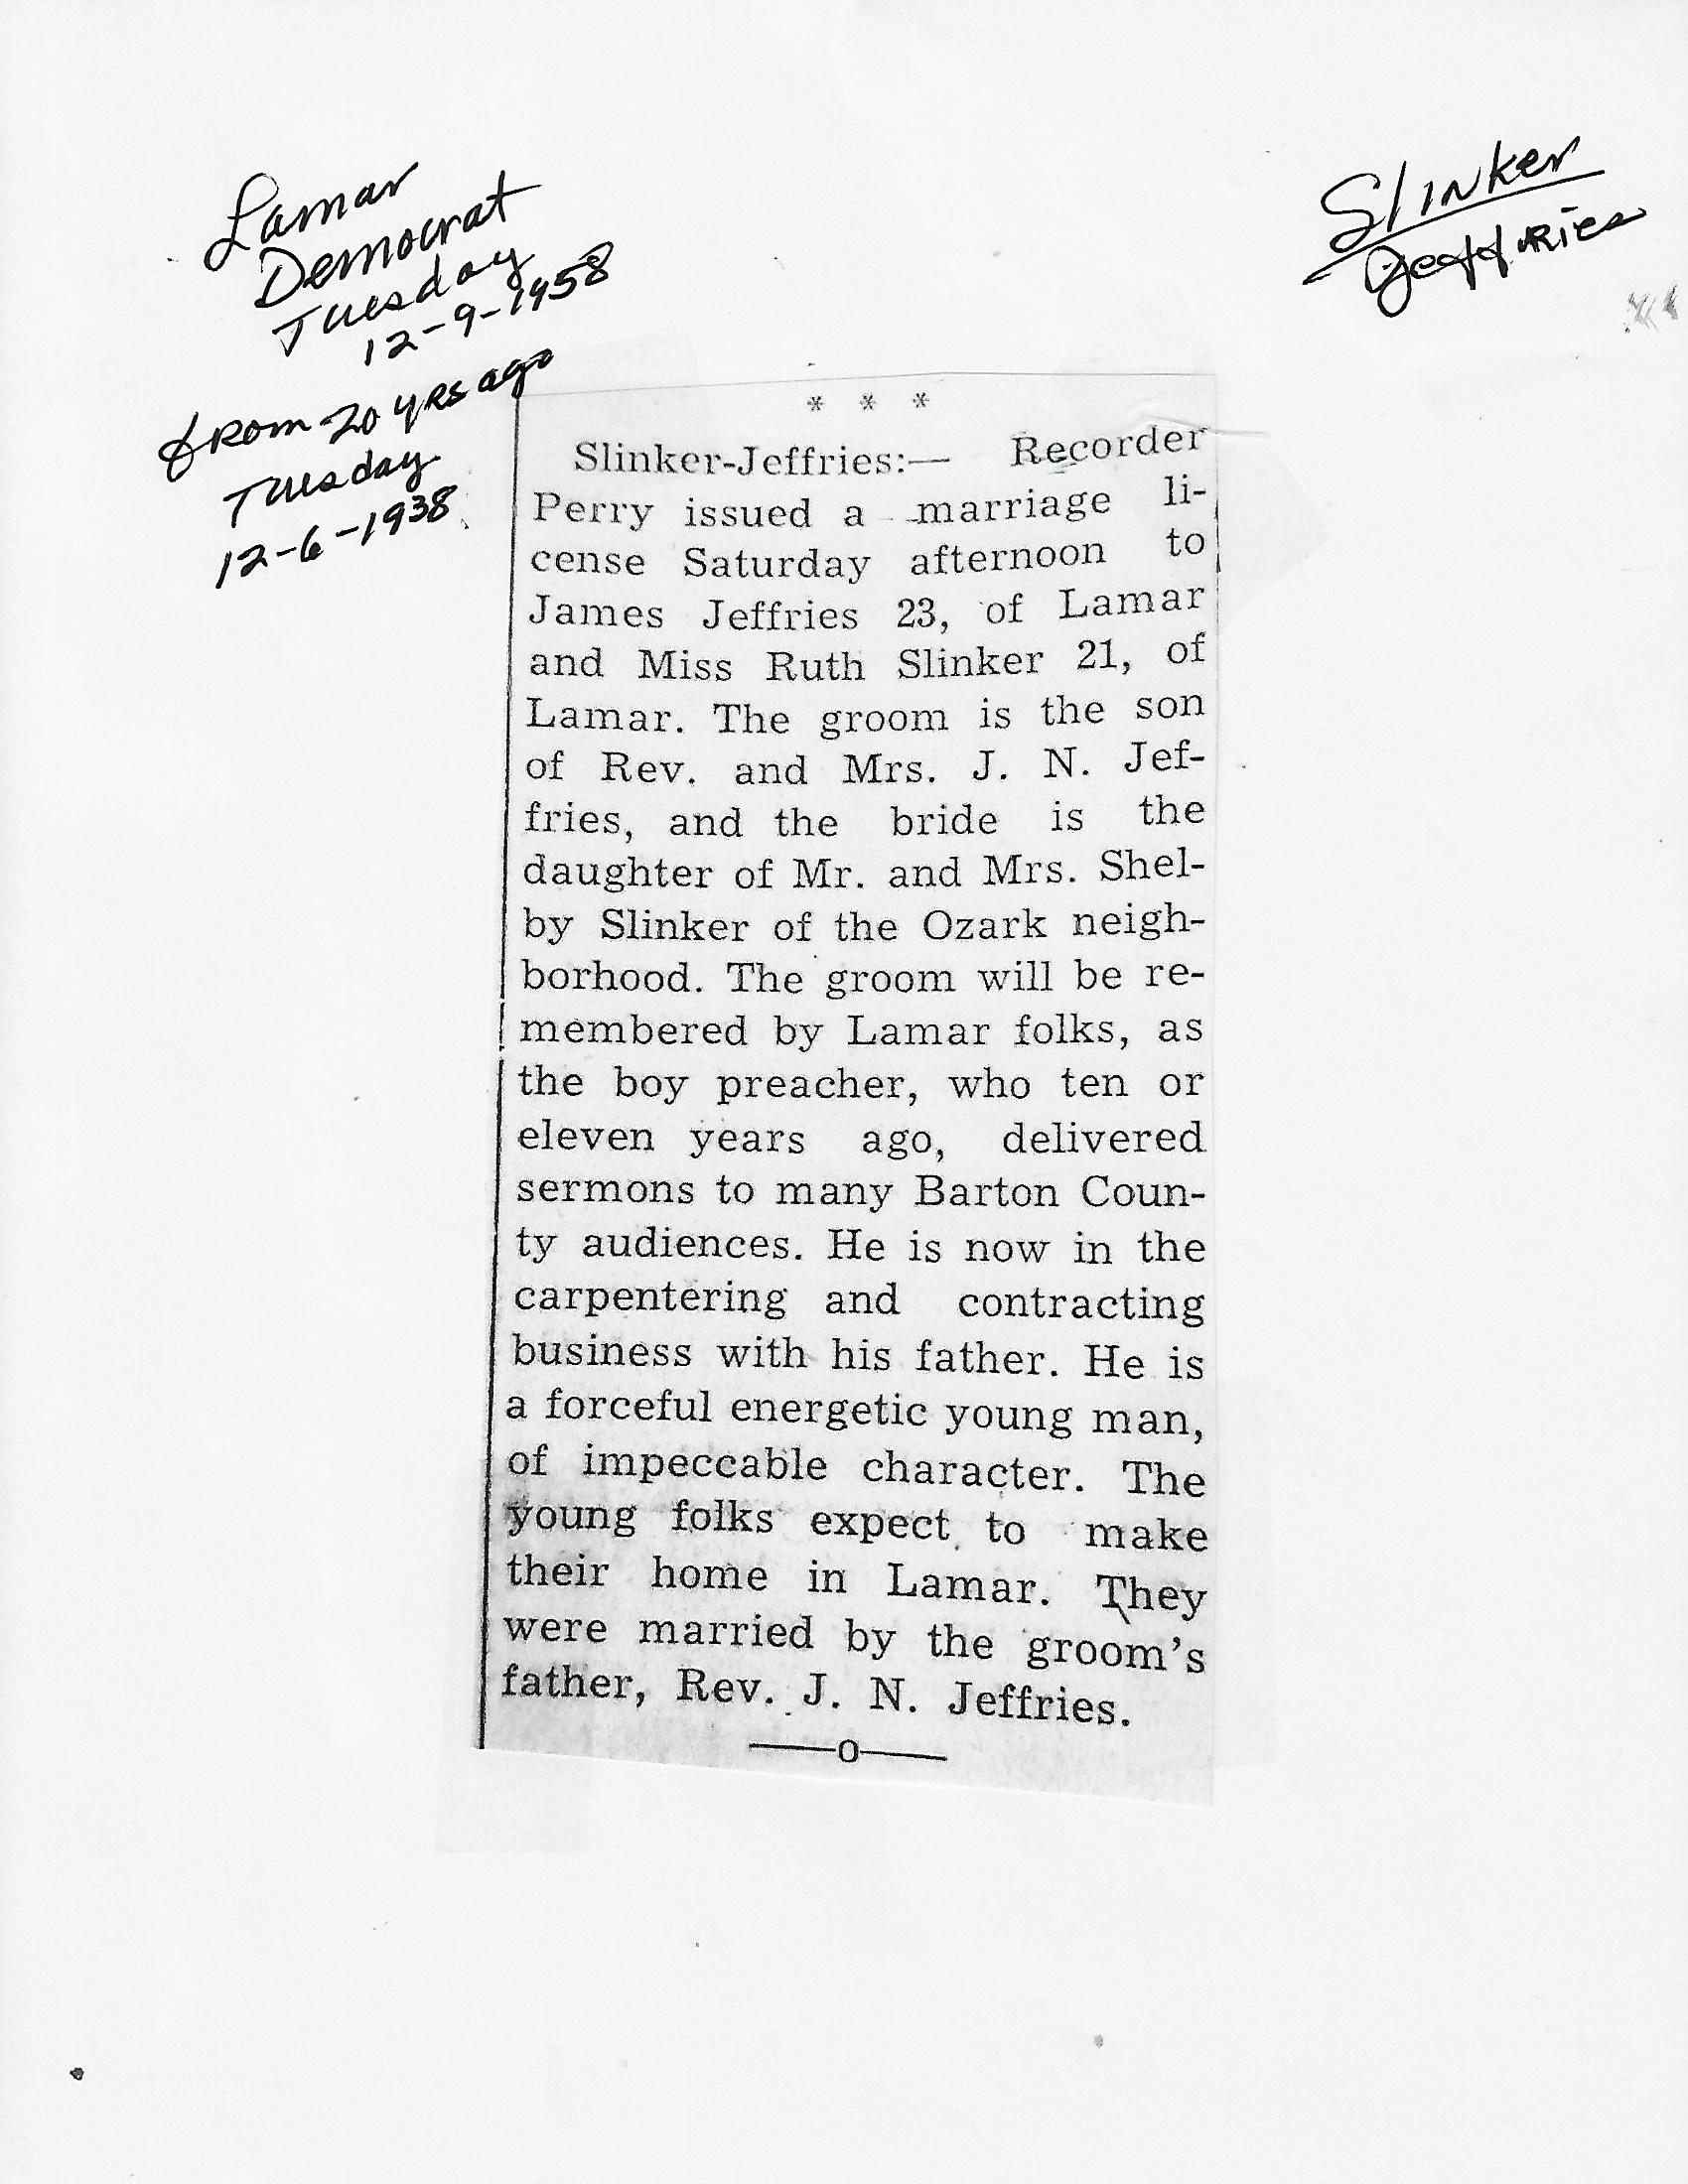 Lamar
Democrat
Tuesday
12-9-1958
from 20 yrs ago
Tuesday
12-6-1938
Slinker
Jeffries
* * *
Slinker-Jeffries:— Recorder
Perry issued a marriage li-
cense Saturday afternoon to
James Jeffries 23, of Lamar
and Miss Ruth Slinker 21, of
Lamar. The groom is the son
of Rev. and Mrs. J. N. Jef-
fries, and the bride is the
daughter of Mr. and Mrs. Shel-
by Slinker of the Ozark neigh-
borhood. The groom will be re-
membered by Lamar folks, as
the boy preacher, who ten or
eleven years ago, delivered
sermons to many Barton Coun-
ty audiences. He is now in the
carpentering and contracting
business with his father. He is
a forceful energetic young man,
of impeccable character. The
young folks expect to make
their home in Lamar. They
were married by the groom's
father, Rev. J. N. Jeffries.
——o——